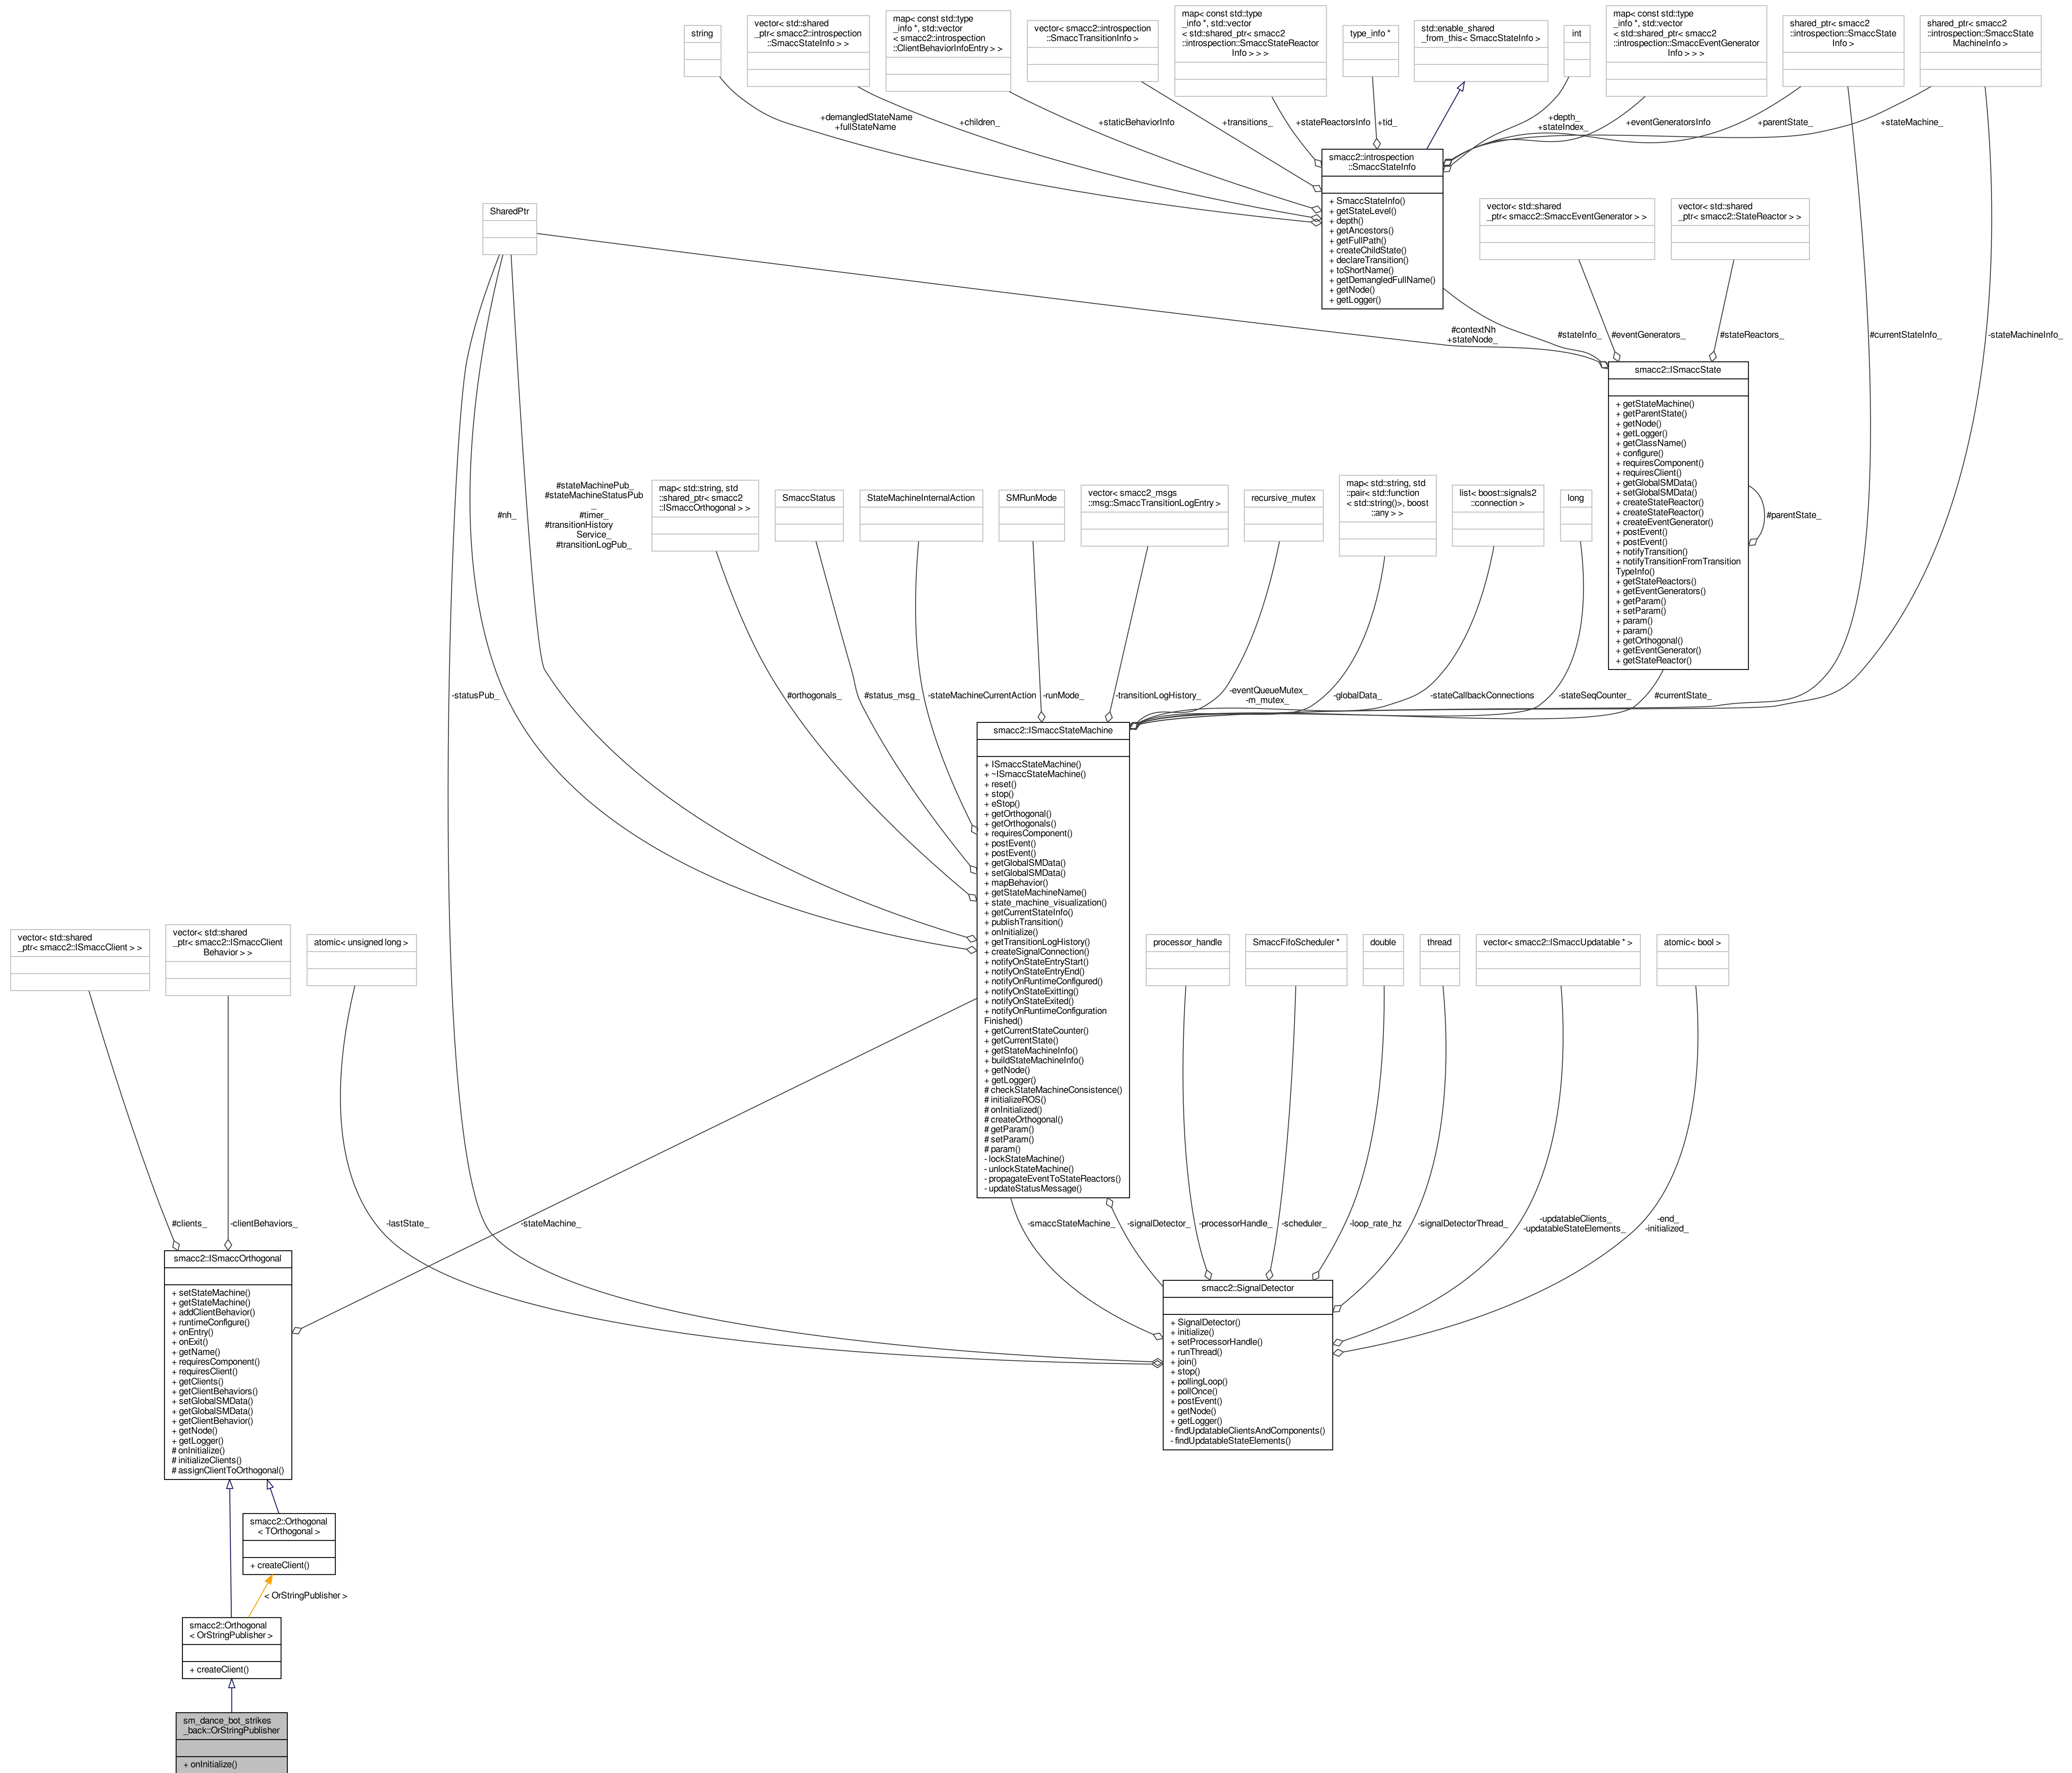 string
vector< std::shared
_ptr< smacc2::introspection
::SmaccStateInfo > >
map< const std::type
_info *, std::vector
< smacc2::introspection
::ClientBehaviorInfoEntry > >
vector< smacc2::introspection
::SmaccTransitionInfo >
map< const std::type
_info *, std::vector
< std::shared_ptr< smacc2
::introspection::SmaccStateReactor
Info > > >
type_info *
std::enable_shared
_from_this< SmaccStateInfo >
int
map< const std::type
_info *, std::vector
< std::shared_ptr< smacc2
::introspection::SmaccEventGenerator
Info > > >
shared_ptr< smacc2
::introspection::SmaccState
Info >
shared_ptr< smacc2
::introspection::SmaccState
MachineInfo >
+demangledStateName
+fullStateName
+children_
+staticBehaviorInfo
+transitions_
+stateReactorsInfo
+tid_
+depth_
+stateIndex_
+eventGeneratorsInfo
+parentState_
+stateMachine_
smacc2::introspection
::SmaccStateInfo
+ SmaccStateInfo()
+ getStateLevel()
+ depth()
+ getAncestors()
+ getFullPath()
+ createChildState()
+ declareTransition()
+ toShortName()
+ getDemangledFullName()
+ getNode()
+ getLogger()
SharedPtr
vector< std::shared
_ptr< smacc2::SmaccEventGenerator > >
vector< std::shared
_ptr< smacc2::StateReactor > >
#contextNh
+stateNode_
#stateInfo_
#eventGenerators_
#stateReactors_
#currentStateInfo_
-stateMachineInfo_
smacc2::ISmaccState
+ getStateMachine()
+ getParentState()
+ getNode()
+ getLogger()
+ getClassName()
+ configure()
+ requiresComponent()
+ requiresClient()
+ getGlobalSMData()
+ setGlobalSMData()
+ createStateReactor()
+ createStateReactor()
+ createEventGenerator()
+ postEvent()
+ postEvent()
+ notifyTransition()
+ notifyTransitionFromTransition
TypeInfo()
+ getStateReactors()
+ getEventGenerators()
+ getParam()
+ setParam()
+ param()
+ param()
+ getOrthogonal()
+ getEventGenerator()
+ getStateReactor()
#parentState_
#nh_
#stateMachinePub_
#stateMachineStatusPub
_
#timer_
#transitionHistory
Service_
#transitionLogPub_
map< std::string, std
::shared_ptr< smacc2
::ISmaccOrthogonal > >
SmaccStatus
StateMachineInternalAction
SMRunMode
vector< smacc2_msgs
::msg::SmaccTransitionLogEntry >
recursive_mutex
map< std::string, std
::pair< std::function
< std::string()>, boost
::any > >
list< boost::signals2
::connection >
long
-statusPub_
#orthogonals_
#status_msg_
-stateMachineCurrentAction
-runMode_
-transitionLogHistory_
-eventQueueMutex_
-m_mutex_
-globalData_
-stateCallbackConnections
-stateSeqCounter_
#currentState_
smacc2::ISmaccStateMachine
+ ISmaccStateMachine()
+ ~ISmaccStateMachine()
+ reset()
+ stop()
+ eStop()
+ getOrthogonal()
+ getOrthogonals()
+ requiresComponent()
+ postEvent()
+ postEvent()
+ getGlobalSMData()
+ setGlobalSMData()
+ mapBehavior()
+ getStateMachineName()
+ state_machine_visualization()
+ getCurrentStateInfo()
+ publishTransition()
+ onInitialize()
+ getTransitionLogHistory()
+ createSignalConnection()
+ notifyOnStateEntryStart()
+ notifyOnStateEntryEnd()
+ notifyOnRuntimeConfigured()
+ notifyOnStateExitting()
+ notifyOnStateExited()
+ notifyOnRuntimeConfiguration
Finished()
+ getCurrentStateCounter()
+ getCurrentState()
+ getStateMachineInfo()
+ buildStateMachineInfo()
+ getNode()
+ getLogger()
# checkStateMachineConsistence()
# initializeROS()
# onInitialized()
# createOrthogonal()
# getParam()
# setParam()
# param()
- lockStateMachine()
- unlockStateMachine()
- propagateEventToStateReactors()
- updateStatusMessage()
vector< std::shared
_ptr< smacc2::ISmaccClient > >
vector< std::shared
_ptr< smacc2::ISmaccClient
Behavior > >
atomic< unsigned long >
processor_handle
SmaccFifoScheduler *
double
thread
vector< smacc2::ISmaccUpdatable * >
atomic< bool >
#clients_
-clientBehaviors_
-lastState_
-stateMachine_
-smaccStateMachine_
-signalDetector_
-processorHandle_
-scheduler_
-loop_rate_hz
-signalDetectorThread_
-updatableClients_
-updatableStateElements_
-end_
-initialized_
smacc2::ISmaccOrthogonal
+ setStateMachine()
+ getStateMachine()
+ addClientBehavior()
+ runtimeConfigure()
+ onEntry()
+ onExit()
+ getName()
+ requiresComponent()
+ requiresClient()
+ getClients()
+ getClientBehaviors()
+ setGlobalSMData()
+ getGlobalSMData()
+ getClientBehavior()
+ getNode()
+ getLogger()
# onInitialize()
# initializeClients()
# assignClientToOrthogonal()
smacc2::SignalDetector
+ SignalDetector()
+ initialize()
+ setProcessorHandle()
+ runThread()
+ join()
+ stop()
+ pollingLoop()
+ pollOnce()
+ postEvent()
+ getNode()
+ getLogger()
- findUpdatableClientsAndComponents()
- findUpdatableStateElements()
smacc2::Orthogonal
< TOrthogonal >
+ createClient()
< OrStringPublisher >
smacc2::Orthogonal
< OrStringPublisher >
+ createClient()
sm_dance_bot_strikes
_back::OrStringPublisher
+ onInitialize()